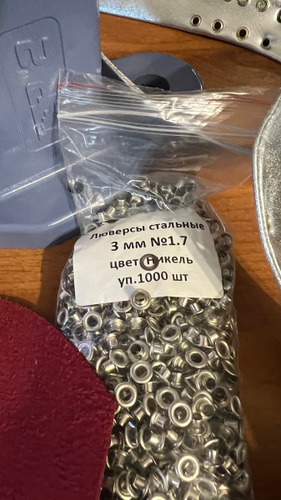 Люверсы стальные
3 мм №1.7
цвет Никель
уп.1000 шт